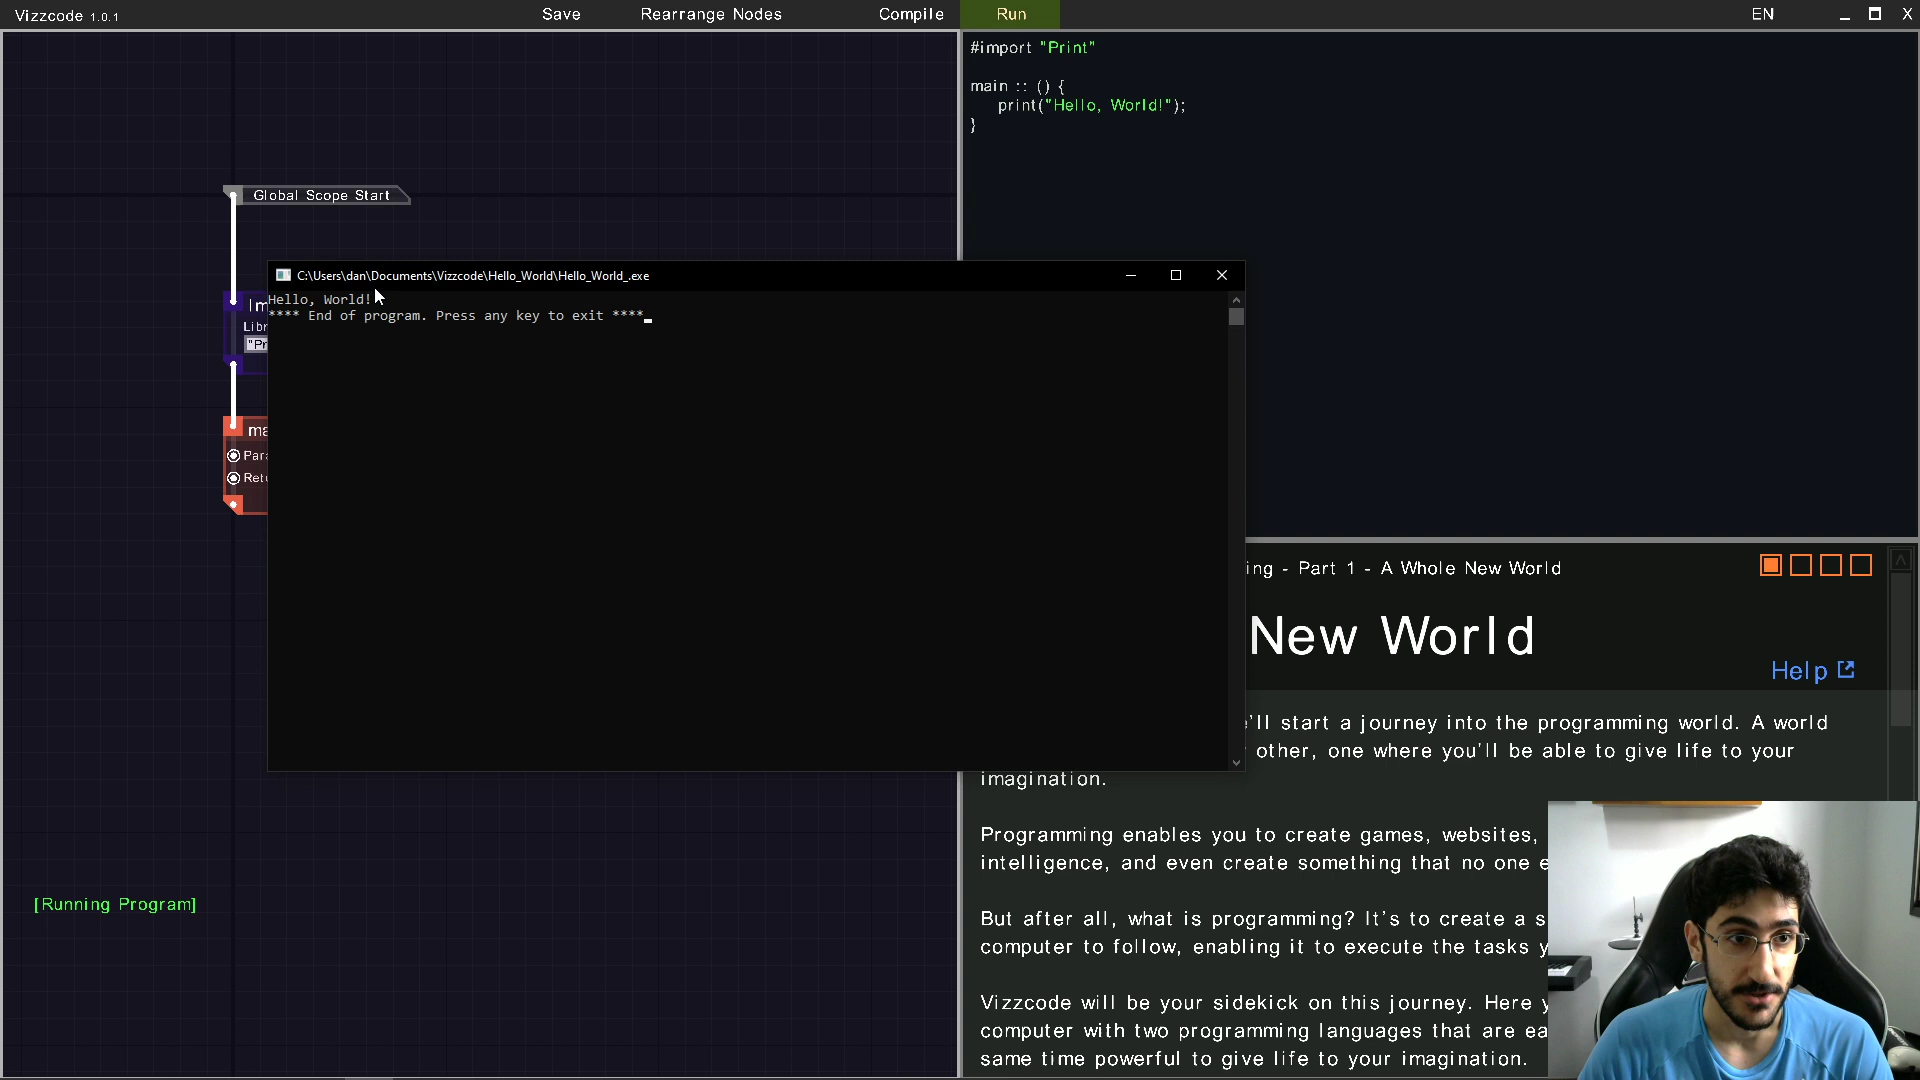 Vizzcode 1.0.1
Save
Rearrange Nodes
Compile
Run
EN
#import "Print"
main :: () {
print("Hello, World!");
}
Global Scope Start
C:\Users\dan\Documents\Vizzcode\Hello_World\Hello_World_.exe
Hello, World!
**** End of program. Press any key to exit ****
[Running Program]
- Part 1 - A Whole New World
New World
Help
start a journey into the programming world. A world
other, one where you'll be able to give life to your
imagination.
Programming enables you to create games, websites,
intelligence, and even create something that no one
But after all, what is programming? It's to create a
computer to follow, enabling it to execute the tasks
Vizzcode will be your sidekick on this journey. Here
computer with two programming languages that are
same time powerful to give life to your imagination.